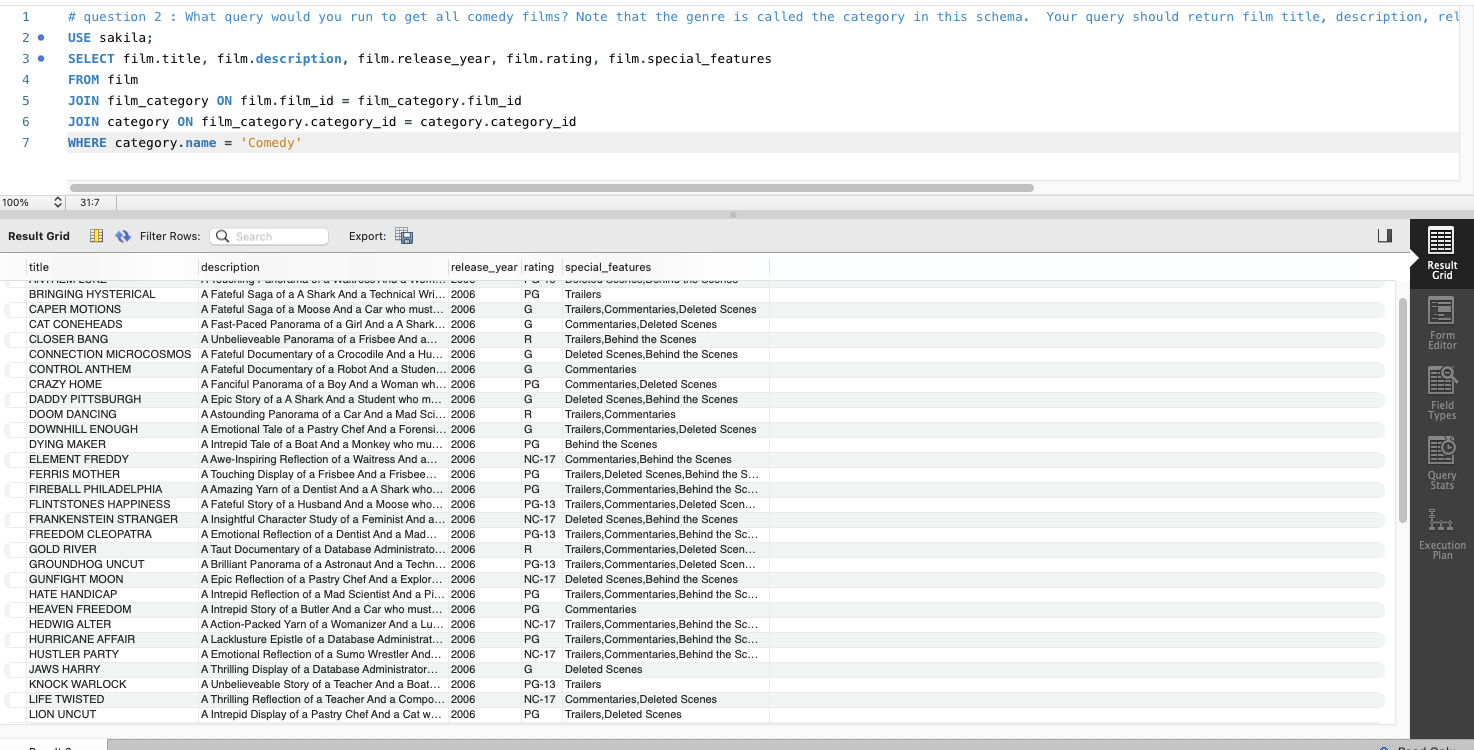 1 # question 2 : What query would you run to get all comedy films? Note that the genre is called the category in this schema.  Your query should return film title, description, rel
2 USE sakila;
3 SELECT film.title, film.description, film.release_year, film.rating, film.special_features
4 FROM film
5 JOIN film_category ON film.film_id = film_category.film_id
6 JOIN category ON film_category.category_id = category.category_id
7 WHERE category.name = 'Comedy'
100% 31:7
Result Grid Filter Rows: Search Export:
title description release_year rating special_features
BRINGING HYSTERICAL A Fateful Saga of a A Shark And a Technical Wri... 2006 PG Trailers
CAPER MOTIONS A Fateful Saga of a Moose And a Car who must... 2006 G Trailers,Commentaries,Deleted Scenes
CAT CONEHEADS A Fast-Paced Panorama of a Girl And a A Shark... 2006 G Commentaries,Deleted Scenes
CLOSER BANG A Unbelieveable Panorama of a Frisbee And a... 2006 R Trailers,Behind the Scenes
CONNECTION MICROCOSMOS A Fateful Documentary of a Crocodile And a Hu... 2006 G Deleted Scenes,Behind the Scenes
CONTROL ANTHEM A Fateful Documentary of a Robot And a Studen... 2006 G Commentaries
CRAZY HOME A Fanciful Panorama of a Boy And a Woman wh... 2006 PG Commentaries,Deleted Scenes
DADDY PITTSBURGH A Epic Story of a A Shark And a Student who m... 2006 G Deleted Scenes,Behind the Scenes
DOOM DANCING A Astounding Panorama of a Car And a Mad Sci... 2006 R Trailers,Commentaries
DOWNHILL ENOUGH A Emotional Tale of a Pastry Chef And a Forensi... 2006 G Trailers,Commentaries,Deleted Scenes
DYING MAKER A Intrepid Tale of a Boat And a Monkey who mu... 2006 PG Behind the Scenes
ELEMENT FREDDY A Awe-Inspiring Reflection of a Waitress And a... 2006 NC-17 Commentaries,Behind the Scenes
FERRIS MOTHER A Touching Display of a Frisbee And a Frisbee... 2006 PG Trailers,Deleted Scenes,Behind the S...
FIREBALL PHILADELPHIA A Amazing Yarn of a Dentist And a A Shark who... 2006 PG Trailers,Commentaries,Behind the Sc...
FLINTSTONES HAPPINESS A Fateful Story of a Husband And a Moose who... 2006 PG-13 Trailers,Commentaries,Deleted Scen...
FRANKENSTEIN STRANGER A Insightful Character Study of a Feminist And a... 2006 NC-17 Deleted Scenes,Behind the Scenes
FREEDOM CLEOPATRA A Emotional Reflection of a Dentist And a Mad... 2006 PG-13 Trailers,Commentaries,Behind the Sc...
GOLD RIVER A Taut Documentary of a Database Administrato... 2006 R Trailers,Commentaries,Deleted Scen...
GROUNDHOG UNCUT A Brilliant Panorama of a Astronaut And a Techn... 2006 PG-13 Trailers,Commentaries,Deleted Scen...
GUNFIGHT MOON A Epic Reflection of a Pastry Chef And a Explor... 2006 NC-17 Deleted Scenes,Behind the Scenes
HATE HANDICAP A Intrepid Reflection of a Mad Scientist And a Pi... 2006 PG Trailers,Commentaries,Behind the Sc...
HEAVEN FREEDOM A Intrepid Story of a Butler And a Car who must... 2006 PG Commentaries
HEDWIG ALTER A Action-Packed Yarn of a Womanizer And a Lu... 2006 NC-17 Trailers,Commentaries,Behind the Sc...
HURRICANE AFFAIR A Lacklusture Epistle of a Database Administrat... 2006 PG Trailers,Commentaries,Behind the Sc...
HUSTLER PARTY A Emotional Reflection of a Sumo Wrestler And... 2006 NC-17 Trailers,Commentaries,Behind the Sc...
JAWS HARRY A Thrilling Display of a Database Administrator... 2006 G Deleted Scenes
KNOCK WARLOCK A Unbelieveable Story of a Teacher And a Boat... 2006 PG-13 Trailers
LIFE TWISTED A Thrilling Reflection of a Teacher And a Compo... 2006 NC-17 Commentaries,Deleted Scenes
LION UNCUT A Intrepid Display of a Pastry Chef And a Cat w... 2006 PG Trailers,Deleted Scenes
Result
Grid
Form
Editor
Field
Types
Query
Stats
Execution
Plan